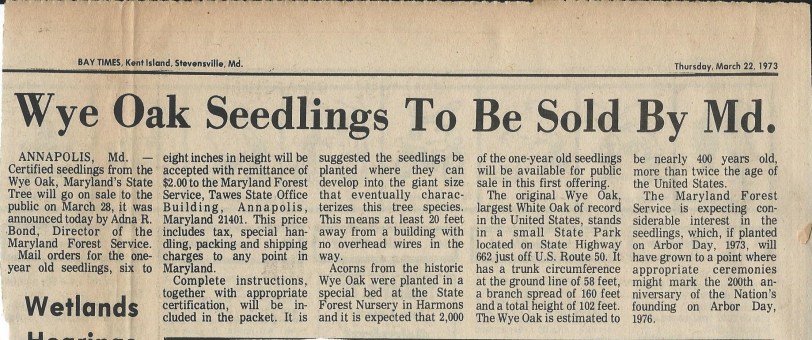 BAY TIMES, Kent Island, Stevensville, Md.
Thursday, March 22, 1973
Wye Oak Seedlings To Be Sold By Md.
ANNAPOLIS, Md. —
Certified seedlings from the
Wye Oak, Maryland's State
Tree will go on sale to the
public on March 28, it was
announced today by Adna R.
Bond, Director of the
Maryland Forest Service.
Mail orders for the one-
year old seedlings, six to
eight inches in height will be
accepted with remittance of
$2.00 to the Maryland Forest
Service, Tawes State Office
Building, Annapolis,
Maryland 21401. This price
includes tax, special han-
dling, packing and shipping
charges to any point in
Maryland.
Complete instructions,
together with appropriate
certification, will be in-
cluded in the packet. It is
suggested the seedlings be
planted where they can
develop into the giant size
that eventually charac-
terizes this tree species.
This means at least 20 feet
away from a building with
no overhead wires in the
way.
Acorns from the historic
Wye Oak were planted in a
special bed at the State
Forest Nursery in Harmons
and it is expected that 2,000
of the one-year old seedlings
will be available for public
sale in this first offering.
The original Wye Oak,
largest White Oak of record
in the United States, stands
in a small State Park
located on State Highway
662 just off U.S. Route 50. It
has a trunk circumference
at the ground line of 58 feet,
a branch spread of 160 feet
and a total height of 102 feet.
The Wye Oak is estimated to
be nearly 400 years old,
more than twice the age of
the United States.
The Maryland Forest
Service is expecting con-
siderable interest in the
seedlings, which, if planted
on Arbor Day, 1973, will
have grown to a point where
appropriate ceremonies
might mark the 200th an-
niversary of the Nation's
founding on Arbor Day,
1976.
Wetlands
Hearings